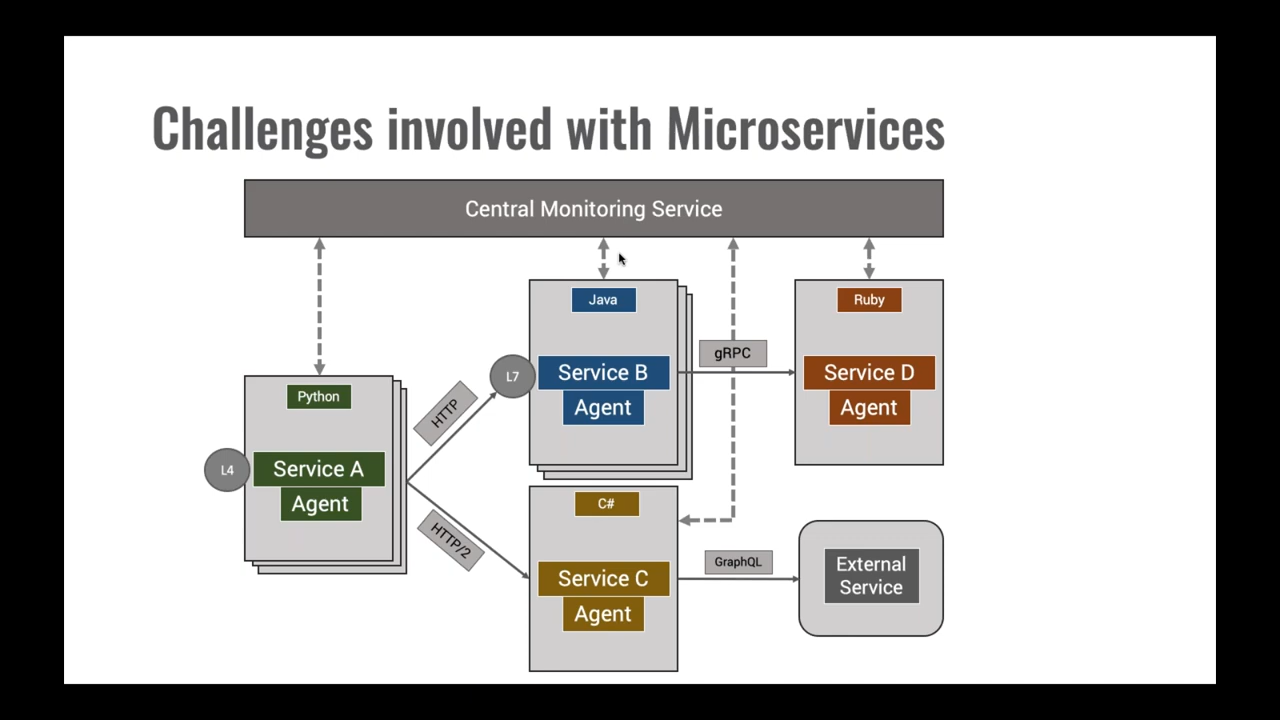 Challenges involved with Microservices
Central Monitoring Service
Java
Ruby
gRPC
Service B
Agent
Service D
Agent
L7
Python
HTTP
L4
Service A
Agent
HTTP/2
C#
Service C
Agent
GraphQL
External
Service